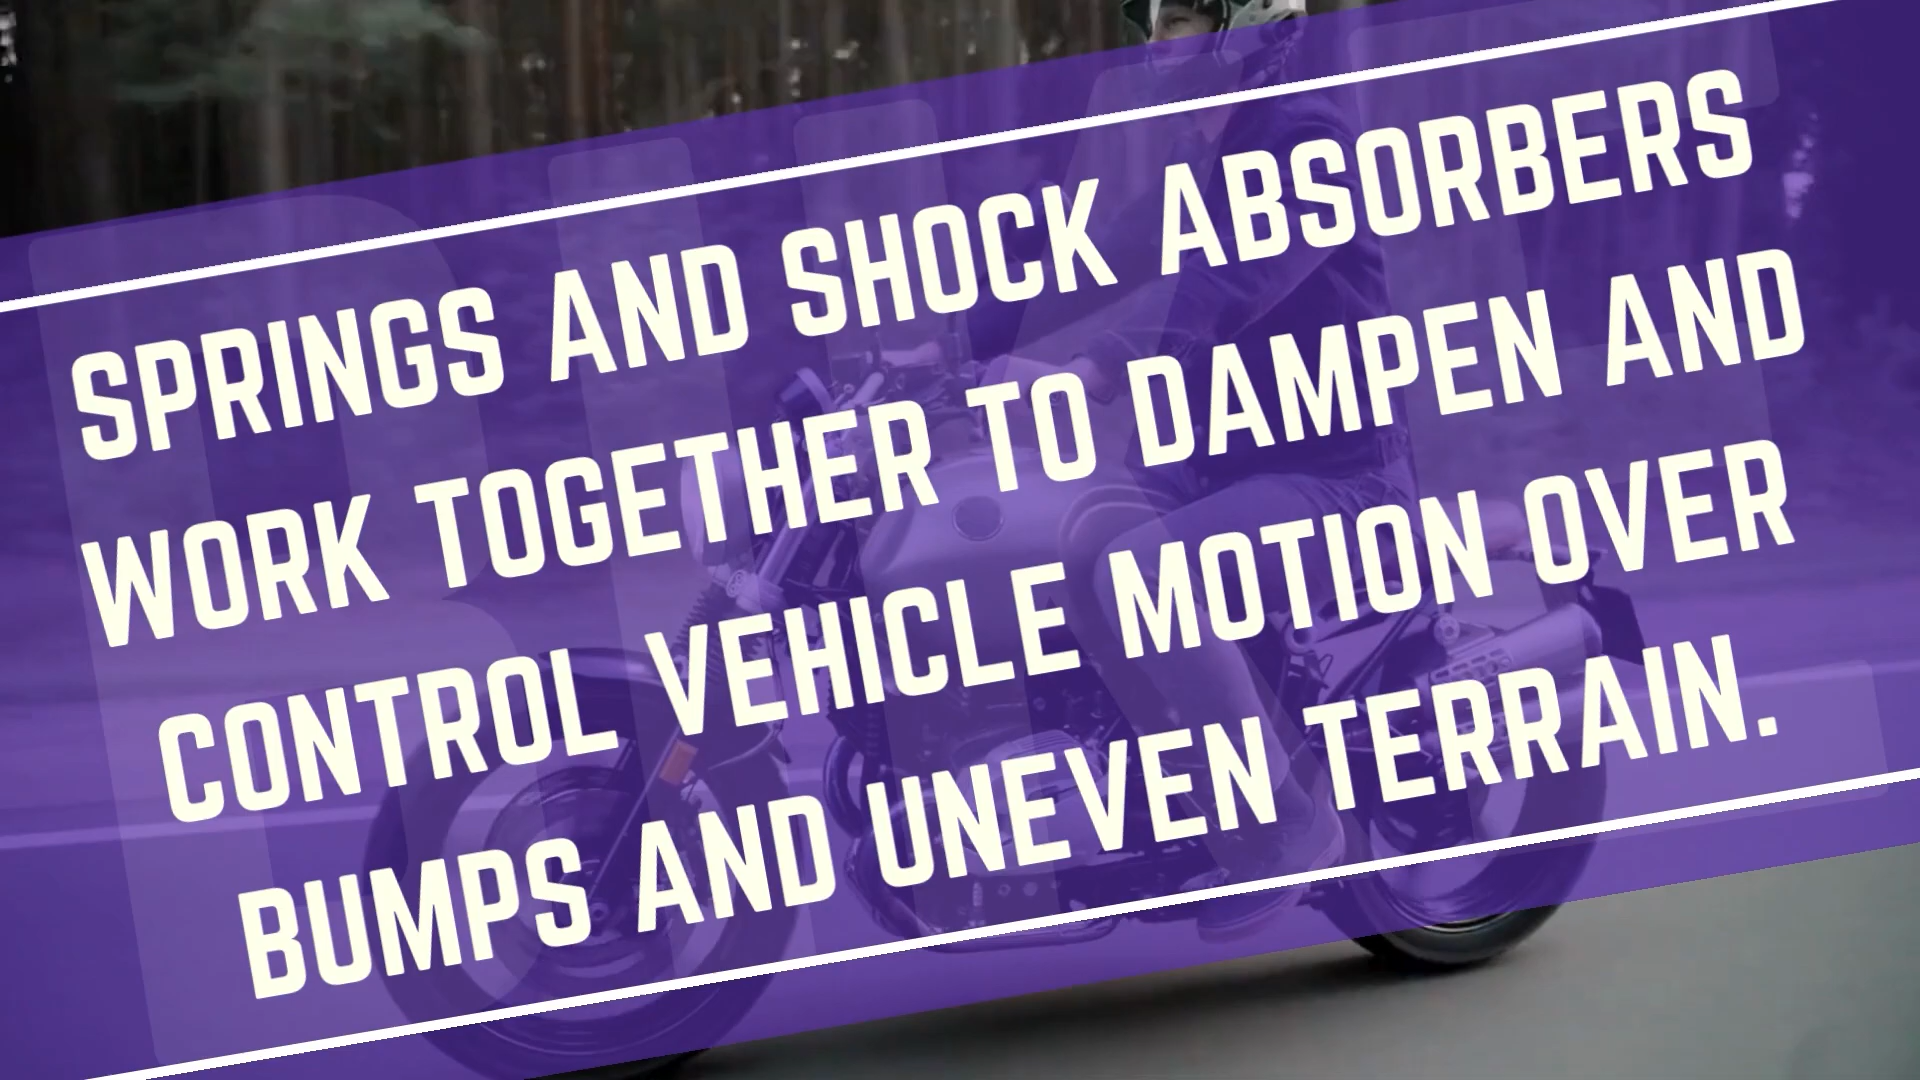 SPRINGS AND SHOCK ABSORBERS
WORK TOGETHER TO DAMPEN AND
CONTROL VEHICLE MOTION OVER
BUMPS AND UNEVEN TERRAIN.